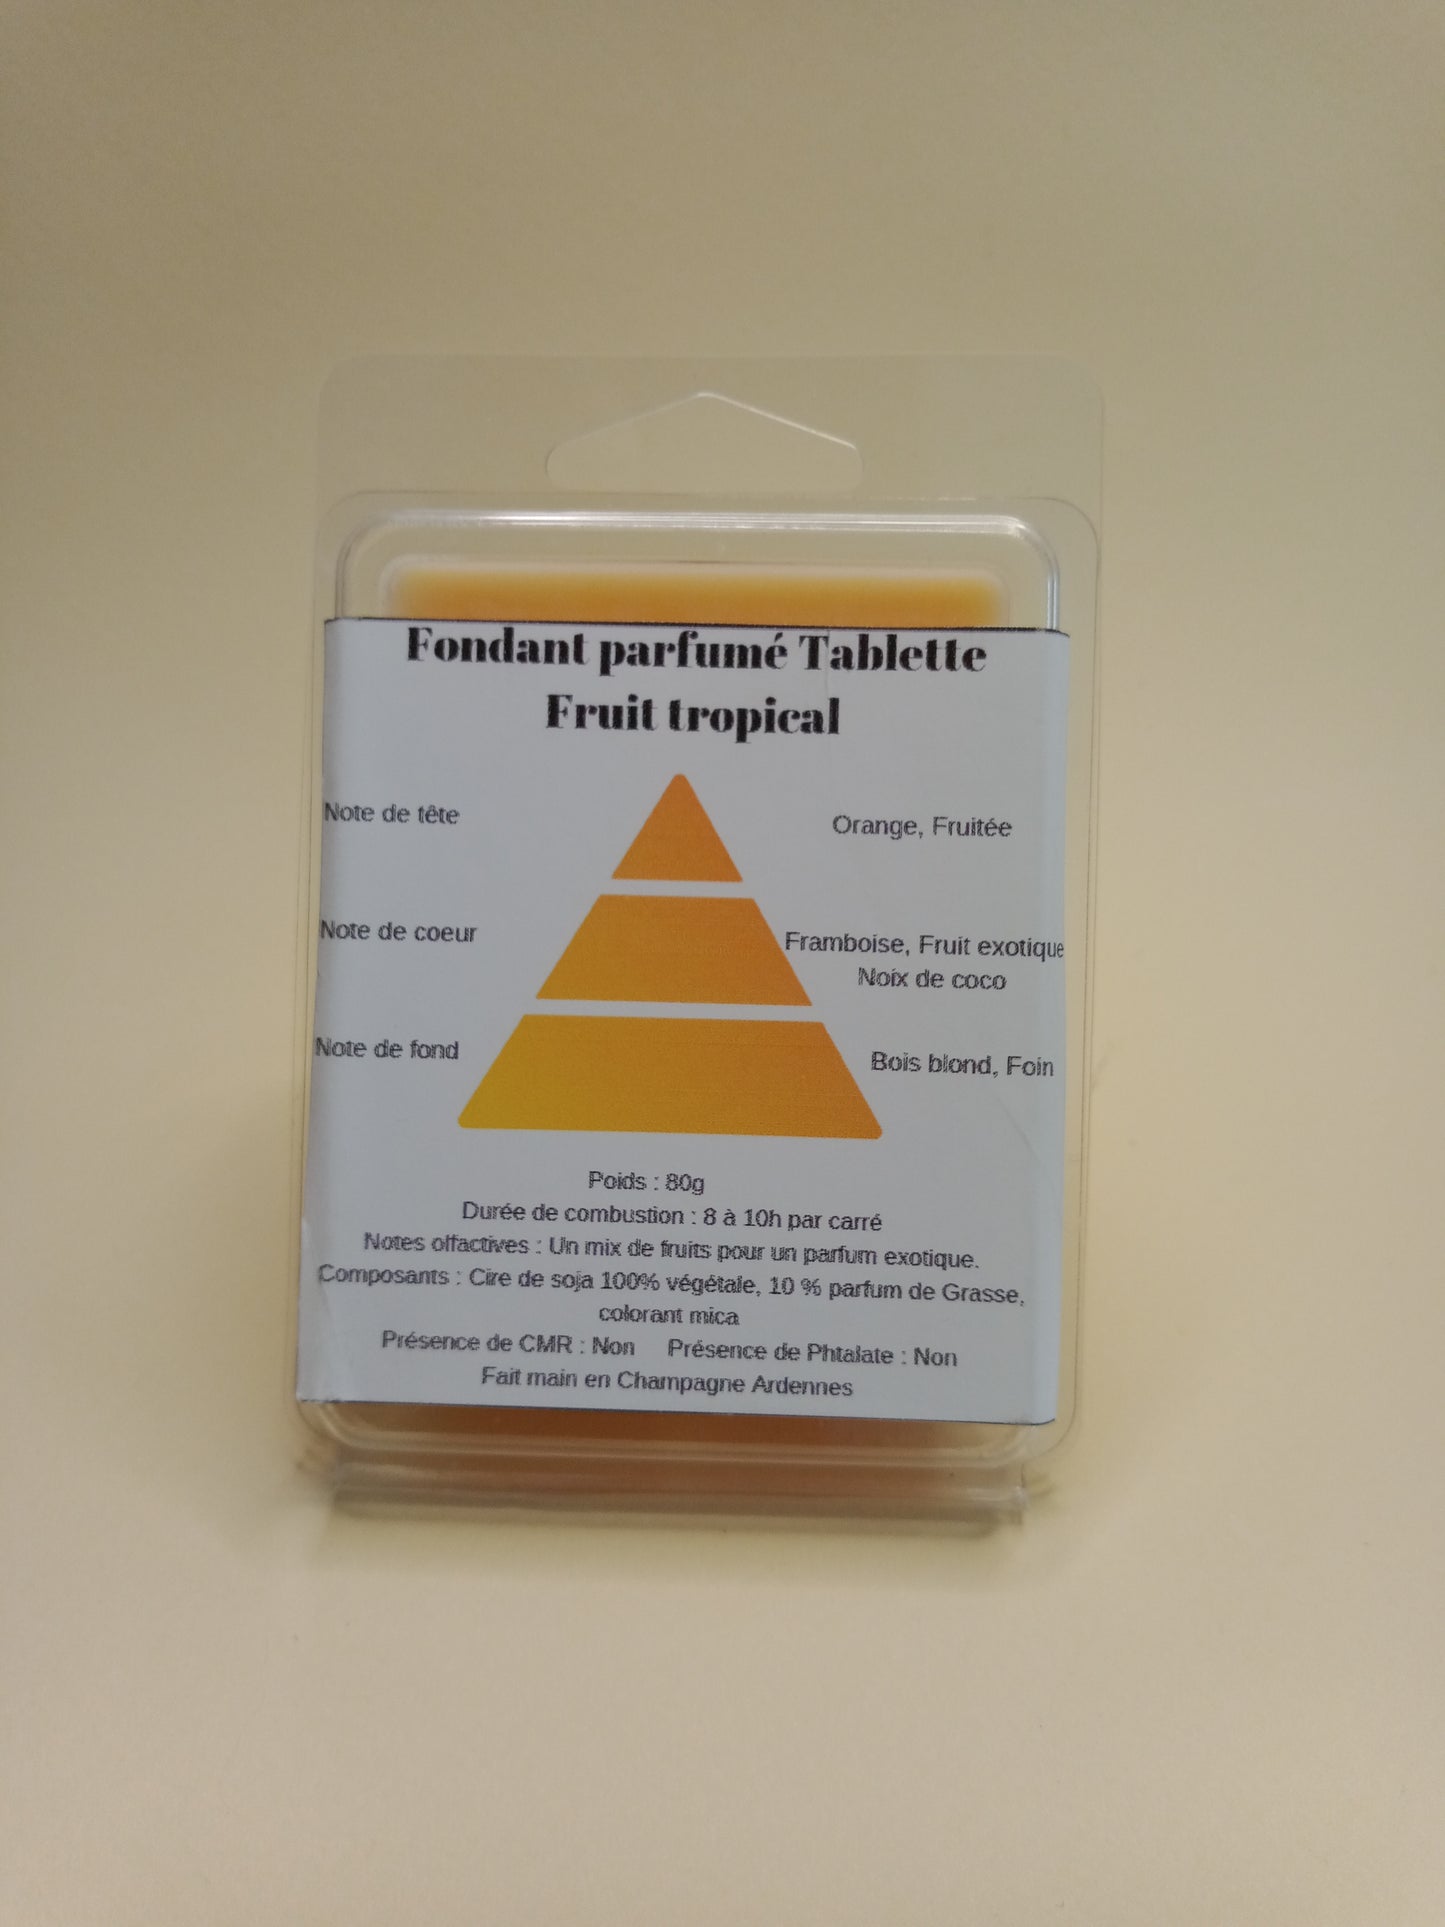 Fondant parfumé Tablette
Fruit tropical
Note de tête
Orange, Fruitée
Note de coeur
Framboise, Fruit exotique
Noix de coco
Note de fond
Bois blond, Foin
Poids : 80g
Durée de combustion : 8 à 10h par carré
Notes olfactives : Un mix de fruits pour un parfum exotique.
Composants : Cire de soja 100% végétale, 10 % parfum de Grasse,
colorant mica
Présence de CMR : Non Présence de Phtalate : Non
Fait main en Champagne Ardennes